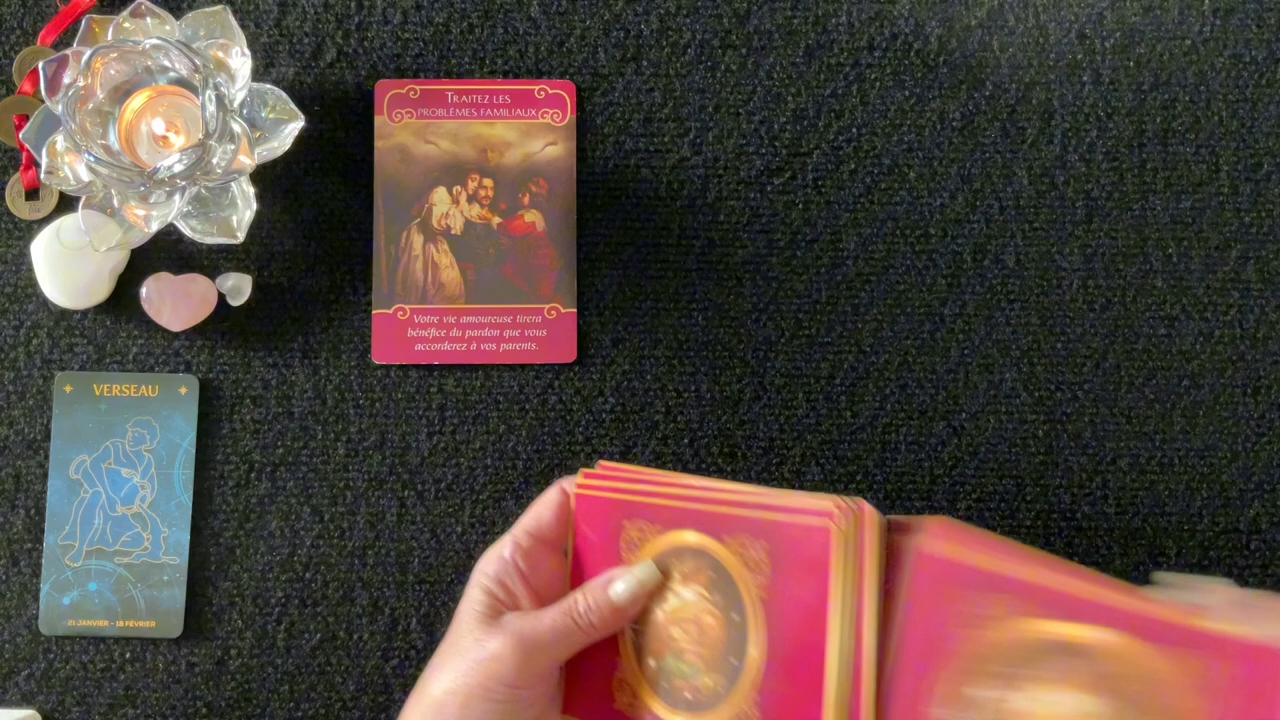 TRAITEZ LES
PROBLÈMES FAMILIAUX
Votre vie amoureuse tirera
bénéfice du pardon que vous
accorderez à vos parents.
VERSEAU
21 JANVIER - 18 FÉVRIER